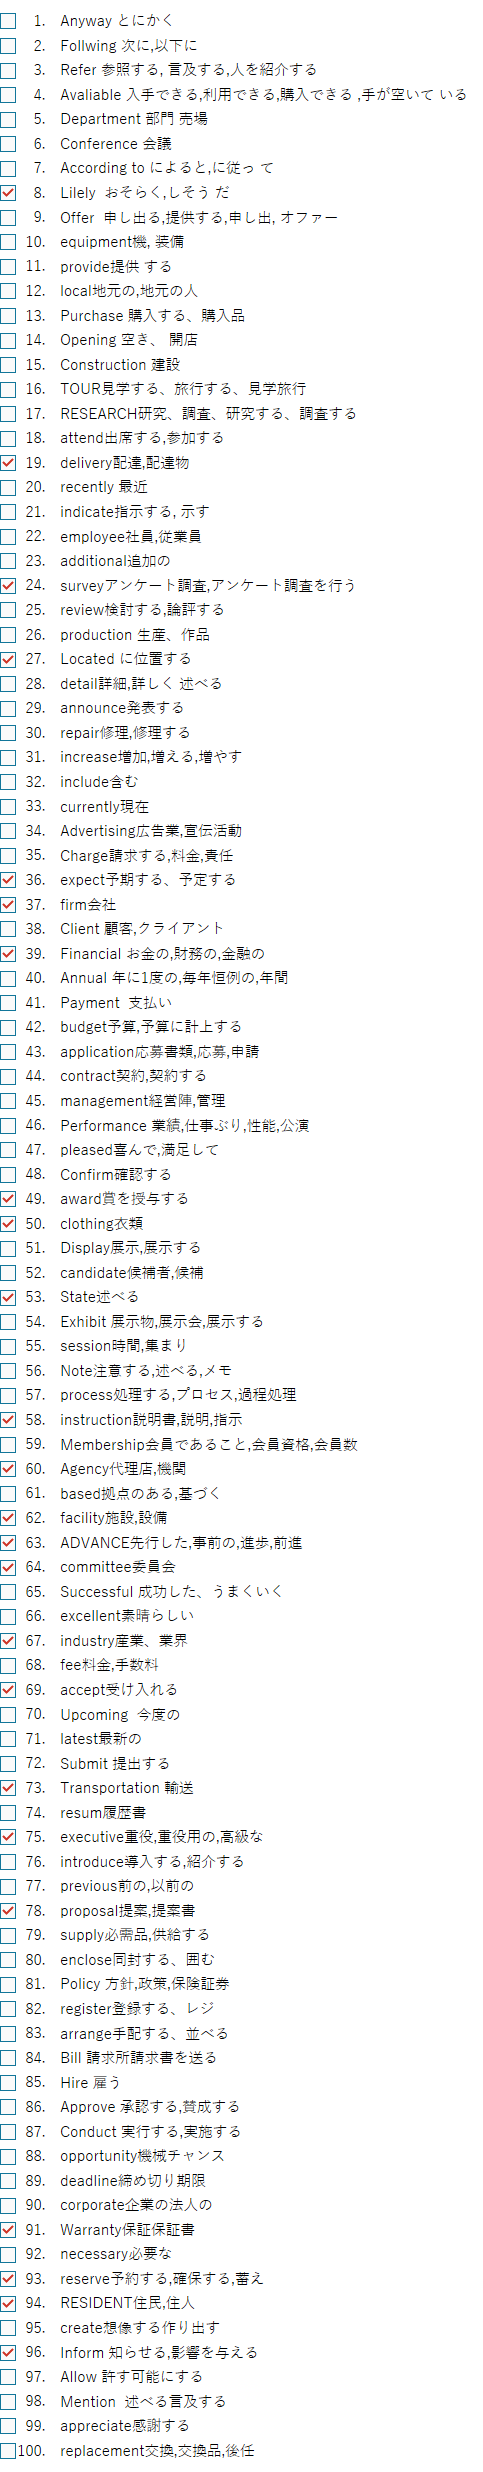 1. Anyway とにかく
2. Follwing 次に,以下に
3. Refer 参照する, 言及する,人を紹介する
4. Avaliable 入手できる,利用できる,購入できる ,手が空いて いる
5. Department 部門 売場
6. Conference 会議
7. According to によると,に従っ て
8. Lilely おそらく,しそう だ
9. Offer 申し出る,提供する,申し出, オファー
10. equipment機, 装備
11. provide提供 する
12. local地元の,地元の人
13. Purchase 購入する、購入品
14. Opening 空き、 開店
15. Construction 建設
16. TOUR見学する、旅行する、見学旅行
17. RESEARCH研究、調査、研究する、調査する
18. attend出席する,参加する
19. delivery配達,配達物
20. recently 最近
21. indicate指示する, 示す
22. employee社員,従業員
23. additional追加の
24. surveyアンケート調査,アンケート調査を行う
25. review検討する,論評する
26. production 生産、作品
27. Located に位置する
28. detail詳細,詳しく 述べる
29. announce発表する
30. repair修理,修理する
31. increase増加,増える,増やす
32. include含む
33. currently現在
34. Advertising広告業,宣伝活動
35. Charge請求する,料金,責任
36. expect予期する、予定する
37. firm会社
38. Client 顧客,クライアント
39. Financial お金の,財務の,金融の
40. Annual 年に1度の,毎年恒例の,年間
41. Payment 支払い
42. budget予算,予算に計上する
43. application応募書類,応募,申請
44. contract契約,契約する
45. management経営陣,管理
46. Performance 業績,仕事ぶり,性能,公演
47. pleased喜んで,満足して
48. Confirm確認する
49. award賞を授与する
50. clothing衣類
51. Display展示,展示する
52. candidate候補者,候補
53. State述べる
54. Exhibit 展示物,展示会,展示する
55. session時間,集まり
56. Note注意する,述べる,メモ
57. process処理する,プロセス,過程処理
58. instruction説明書,説明,指示
59. Membership会員であること,会員資格,会員数
60. Agency代理店,機関
61. based拠点のある,基づく
62. facility施設,設備
63. ADVANCE先行した,事前の,進歩,前進
64. committee委員会
65. Successful 成功した、うまくいく
66. excellent素晴らしい
67. industry産業、業界
68. fee料金,手数料
69. accept受け入れる
70. Upcoming 今度の
71. latest最新の
72. Submit 提出する
73. Transportation 輸送
74. resum履歴書
75. executive重役,重役用の,高級な
76. introduce導入する,紹介する
77. previous前の,以前の
78. proposal提案,提案書
79. supply必需品,供給する
80. enclose同封する、囲む
81. Policy 方針,政策,保険証券
82. register登録する、レジ
83. arrange手配する、並べる
84. Bill 請求所請求書を送る
85. Hire 雇う
86. Approve 承認する,賛成する
87. Conduct 実行する,実施する
88. opportunity機械チャンス
89. deadline締め切り期限
90. corporate企業の法人の
91. Warranty保証保証書
92. necessary必要な
93. reserve予約する,確保する,蓄え
94. RESIDENT住民,住人
95. create想像する作り出す
96. Inform 知らせる,影響を与える
97. Allow 許す可能にする
98. Mention 述べる言及する
99. appreciate感謝する
100. replacement交換,交換品,後任